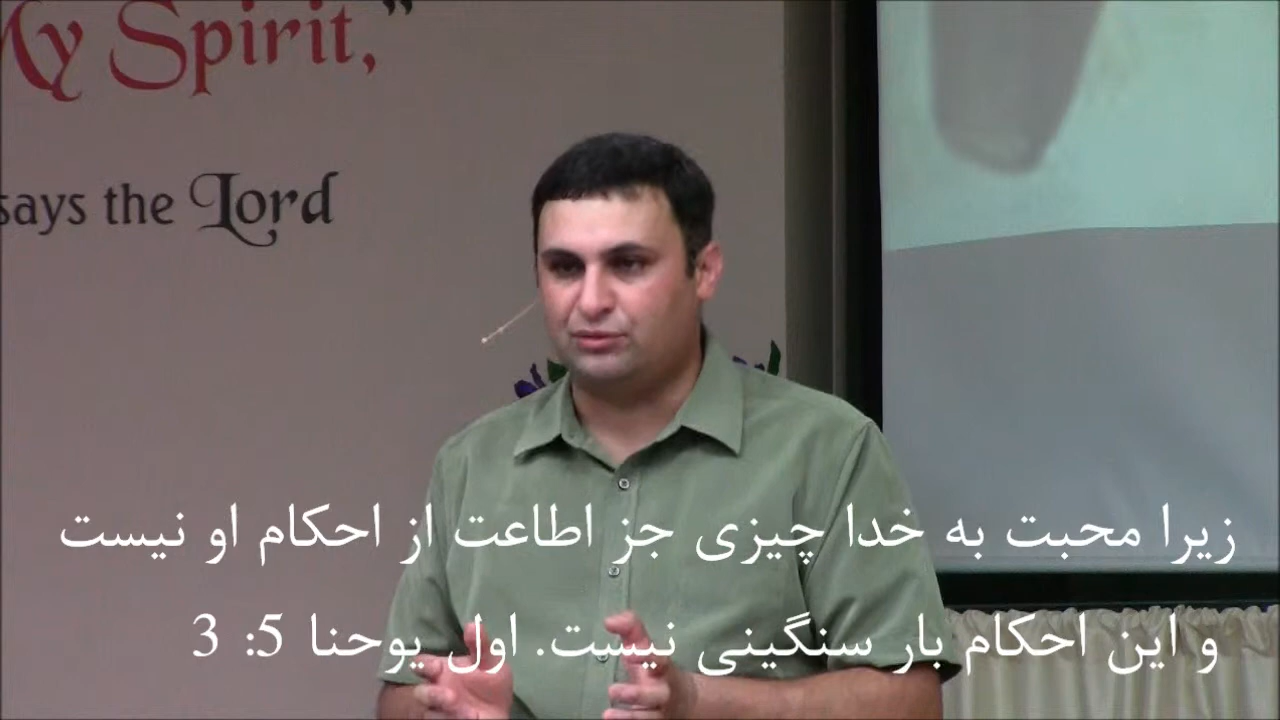 My Spirit,”
says the Lord
زیرا محبت به خدا چیزی جز اطاعت از احکام او نیست
و این احکام بار سنگینی نیست. اول یوحنا 5: 3